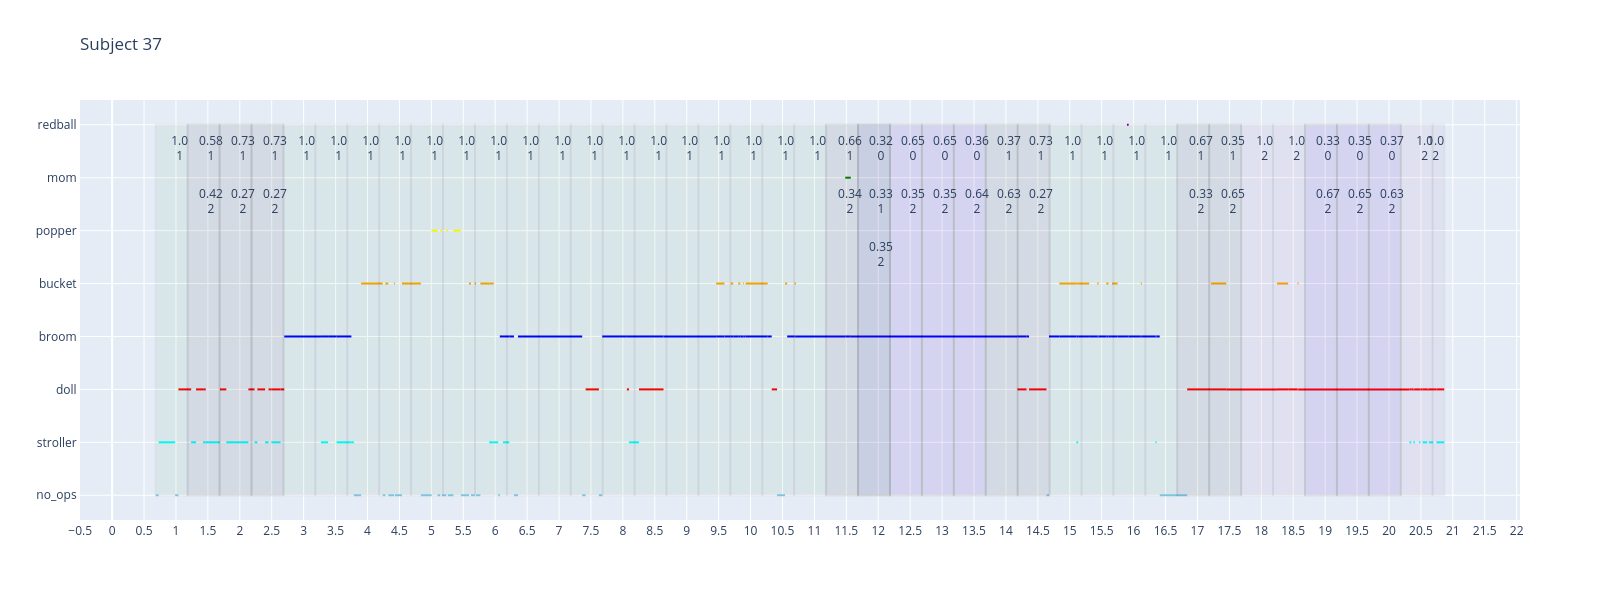 Subject 37
redball
1.0 0.58 0.73 0.73 1.0 1.0 1.0 1.0 1.0 1.0 1.0 1.0 1.0 1.0 1.0 1.0 1.0 1.0 1.0 1.0 1.0 0.66 0.32 0.65 0.65 0.36 0.37 0.73 1.0 1.0 1.0 1.0 0.67 0.35 1.0 1.0 0.33 0.35 0.37 1.0 1.0
1 1 1 1 1 1 1 1 1 1 1 1 1 1 1 1 1 1 1 1 1 1 0 0 0 0 1 1 1 1 1 1 1 1 2 2 0 0 0 2 2
mom
0.42 0.27 0.27 0.34 0.33 0.35 0.35 0.64 0.63 0.27 0.33 0.65 0.67 0.65 0.63
2 2 2 2 1 2 2 2 2 2 2 2 2 2 2
popper
0.35
2
bucket
broom
doll
stroller
no_ops
−0.5 0 0.5 1 1.5 2 2.5 3 3.5 4 4.5 5 5.5 6 6.5 7 7.5 8 8.5 9 9.5 10 10.5 11 11.5 12 12.5 13 13.5 14 14.5 15 15.5 16 16.5 17 17.5 18 18.5 19 19.5 20 20.5 21 21.5 22